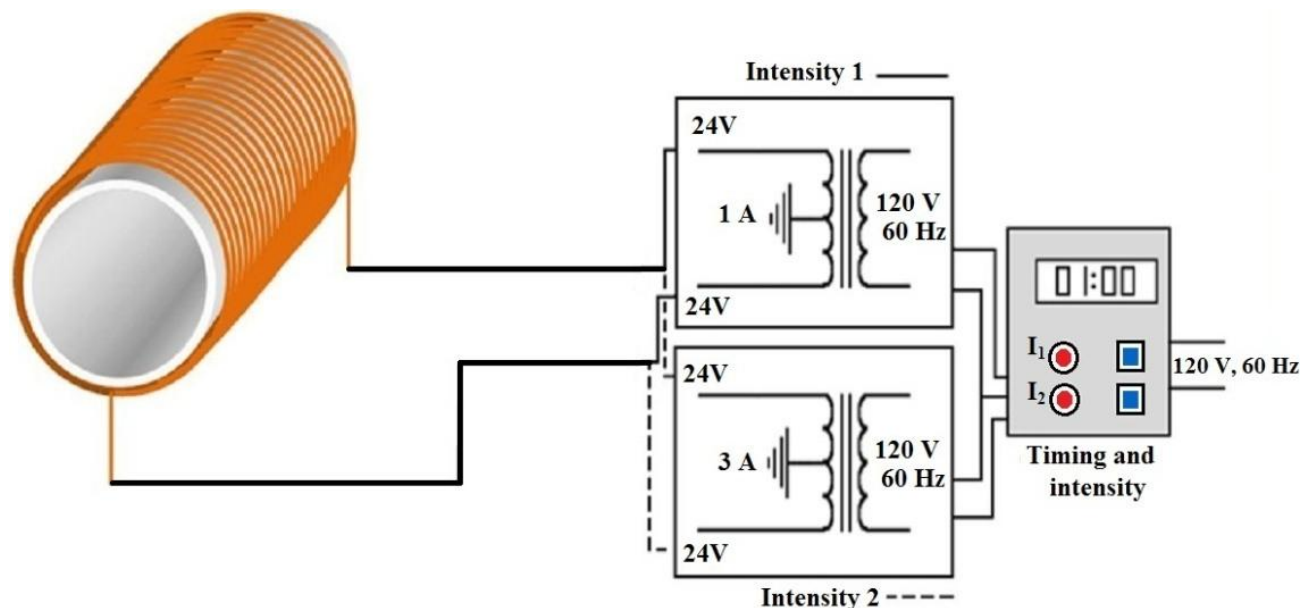 Intensity 1
24V
1 A
120 V
60 Hz
24V
24V
3 A
120 V
60 Hz
24V
Intensity 2
01:00
I₁
I₂
120 V, 60 Hz
Timing and
intensity